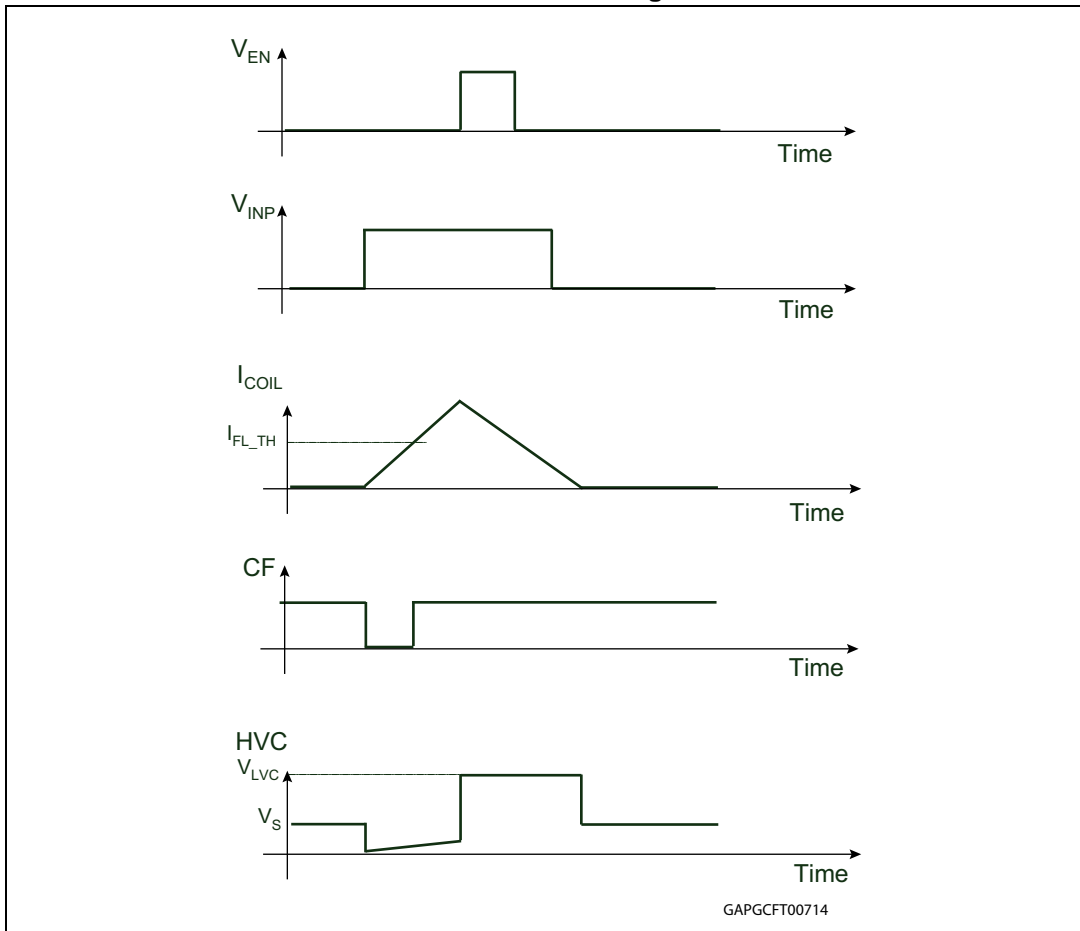 V_EN
Time
V_INP
Time
I_COIL
I_FL_TH
Time
CF
Time
HVC
V_LVC
V_S
Time
GAPGCFT00714